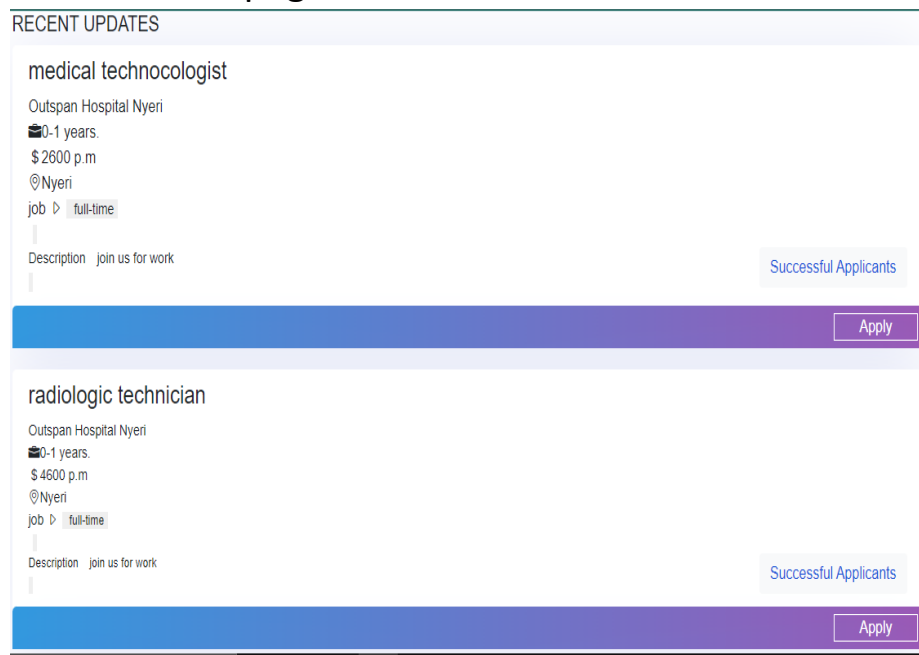 RECENT UPDATES
medical technocologist
Outspan Hospital Nyeri
0-1 years.
$ 2600 p.m
Nyeri
job full-time
Description join us for work
Successful Applicants
Apply
radiologic technician
Outspan Hospital Nyeri
0-1 years.
$ 4600 p.m
Nyeri
job full-time
Description join us for work
Successful Applicants
Apply